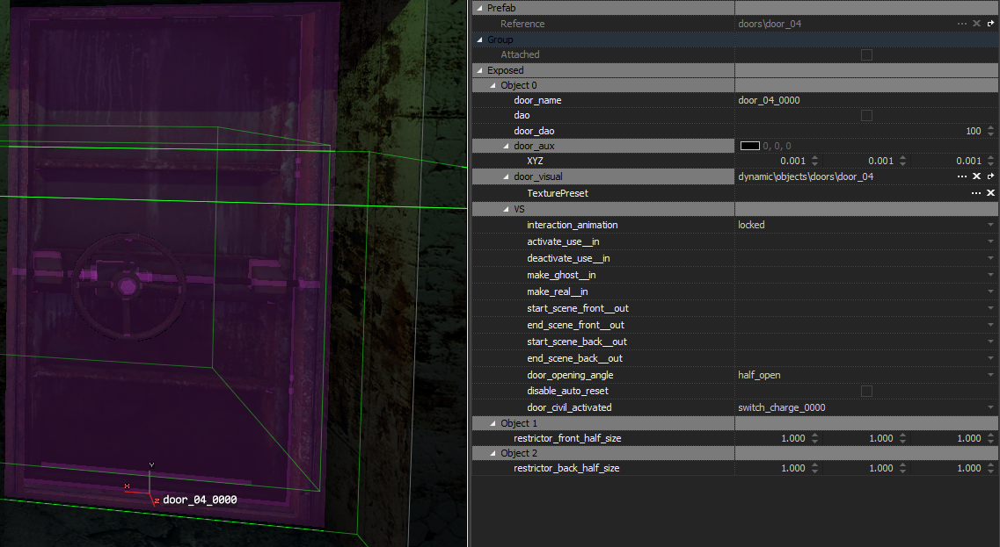 Prefab
Reference doors\door_04
Group
Attached
Exposed
Object 0
door_name door_04_0000
dao
door_dao 100
door_aux 0, 0, 0
XYZ 0.001 0.001 0.001
door_visual dynamic\objects\doors\door_04
TexturePreset
VS
interaction_animation locked
activate_use__in
deactivate_use__in
make_ghost__in
make_real__in
start_scene_front__out
end_scene_front__out
start_scene_back__out
end_scene_back__out
door_opening_angle half_open
disable_auto_reset
door_civil_activated switch_charge_0000
Object 1
restrictor_front_half_size 1.000 1.000 1.000
Object 2
restrictor_back_half_size 1.000 1.000 1.000
Y
X
Z door_04_0000